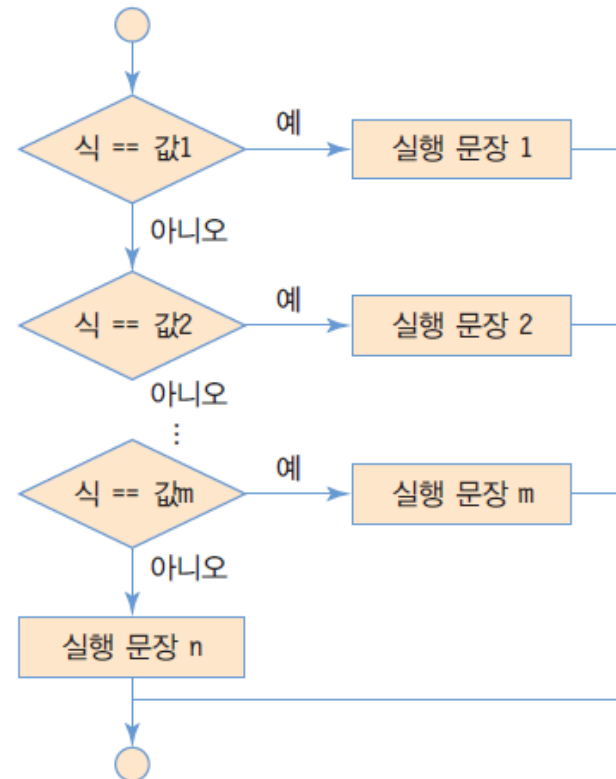 식 == 값1
예
실행 문장 1
아니오
식 == 값2
예
실행 문장 2
아니오
⋮
식 == 값m
예
실행 문장 m
아니오
실행 문장 n